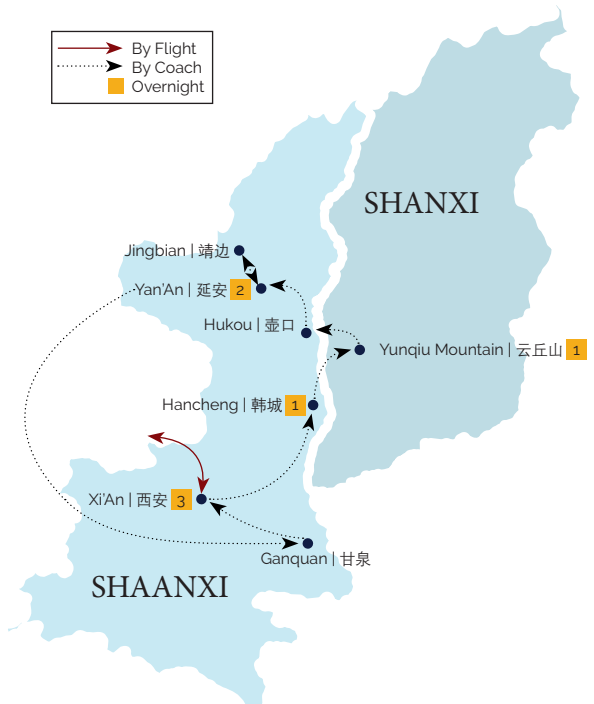 By Flight
By Coach
Overnight
SHANXI
Jingbian | 靖边
Yan'An | 延安 2
Hukou | 壶口
Yunqiu Mountain | 云丘山 1
Hancheng | 韩城 1
Xi'An | 西安 3
Ganquan | 甘泉
SHAANXI